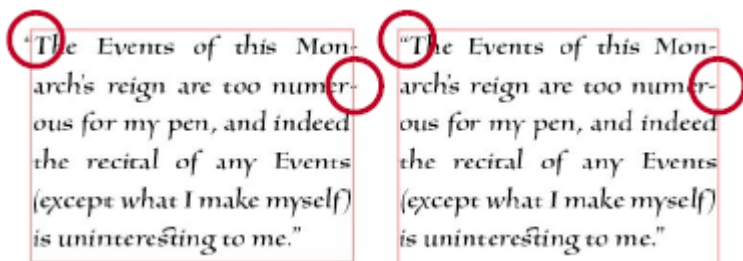 “The Events of this Mon-
arch's reign are too numer-
ous for my pen, and indeed
the recital of any Events
(except what I make myself)
is uninteresting to me.”
“The Events of this Mon-
arch's reign are too numer-
ous for my pen, and indeed
the recital of any Events
(except what I make myself)
is uninteresting to me.”